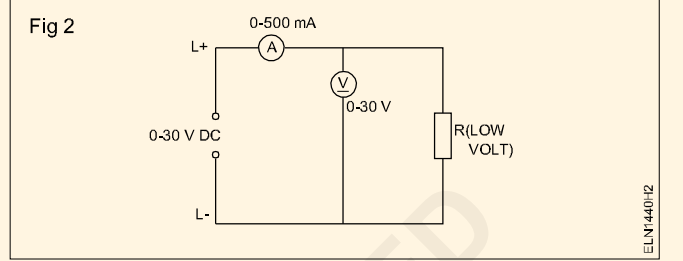 Fig 2
0-500 mA
L+
A
V
0-30 V
0-30 V DC
R(LOW
VOLT)
L-
ELN1440H2